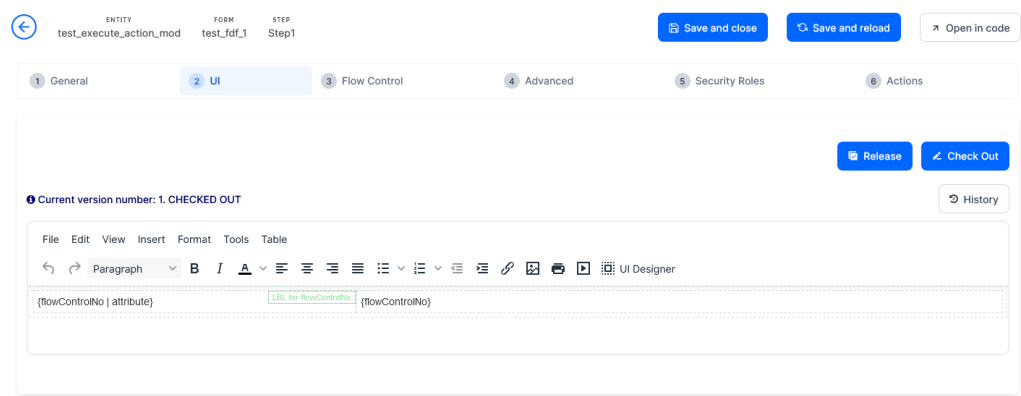 ENTITY FORM STEP
test_execute_action_mod test_fdf_1 Step1
Save and close Save and reload Open in code
1 General 2 UI 3 Flow Control 4 Advanced 5 Security Roles 6 Actions
Release Check Out
Current version number: 1. CHECKED OUT
History
File Edit View Insert Format Tools Table
Paragraph B I A UI Designer
{flowControlNo | attribute} LBL for flowControlNo {flowControlNo}